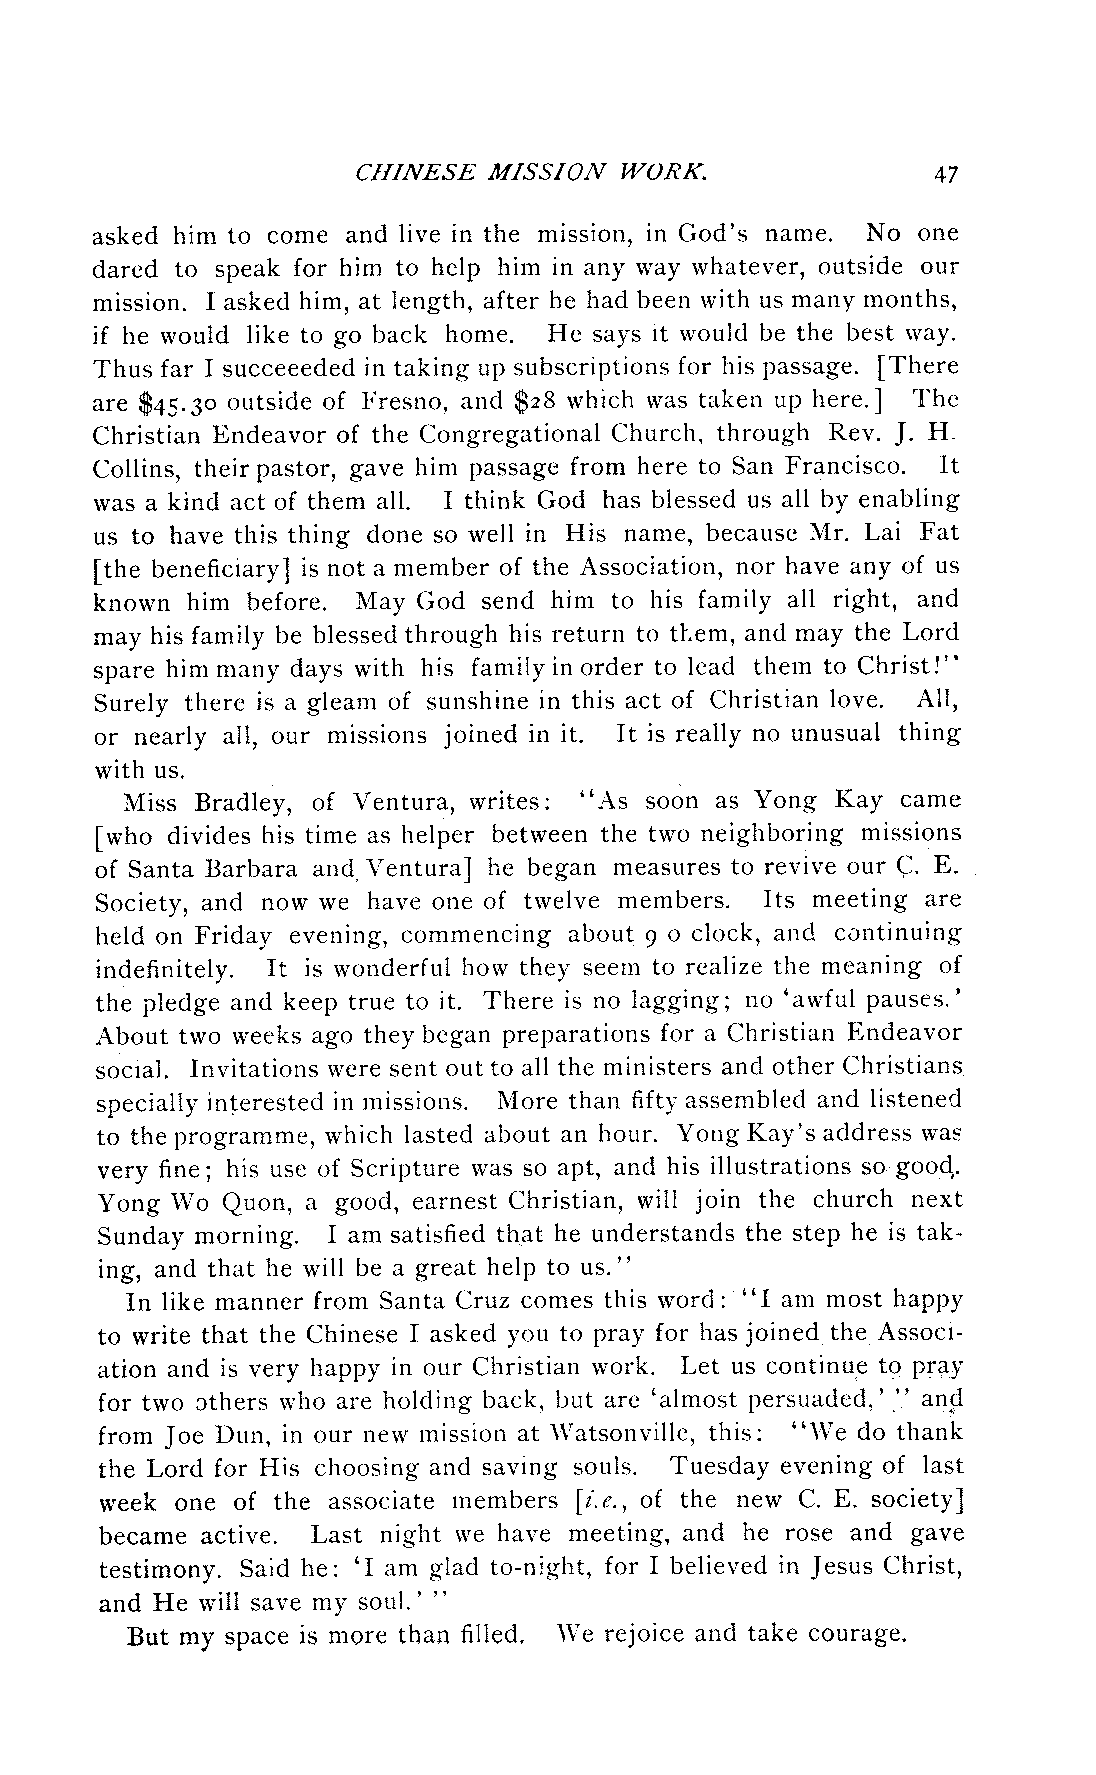 CHINESE MISSION WORK. 47
asked him to come and live in the mission, in God's name. No one
dared to speak for him to help him in any way whatever, outside our
mission. I asked him, at length, after he had been with us many months,
if he would like to go back home. He says it would be the best way.
Thus far I succeeeded in taking up subscriptions for his passage. [There
are $45.30 outside of Fresno, and $28 which was taken up here.] The
Christian Endeavor of the Congregational Church, through Rev. J. H.
Collins, their pastor, gave him passage from here to San Francisco. It
was a kind act of them all. I think God has blessed us all by enabling
us to have this thing done so well in His name, because Mr. Lai Fat
[the beneficiary] is not a member of the Association, nor have any of us
known him before. May God send him to his family all right, and
may his family be blessed through his return to them, and may the Lord
spare him many days with his family in order to lead them to Christ!"
Surely there is a gleam of sunshine in this act of Christian love. All,
or nearly all, our missions joined in it. It is really no unusual thing
with us.
Miss Bradley, of Ventura, writes: "As soon as Yong Kay came
[who divides his time as helper between the two neighboring missions
of Santa Barbara and Ventura] he began measures to revive our C. E.
Society, and now we have one of twelve members. Its meeting are
held on Friday evening, commencing about 9 o clock, and continuing
indefinitely. It is wonderful how they seem to realize the meaning of
the pledge and keep true to it. There is no lagging; no 'awful pauses.'
About two weeks ago they began preparations for a Christian Endeavor
social. Invitations were sent out to all the ministers and other Christians
specially interested in missions. More than fifty assembled and listened
to the programme, which lasted about an hour. Yong Kay's address was
very fine; his use of Scripture was so apt, and his illustrations so good.
Yong Wo Quon, a good, earnest Christian, will join the church next
Sunday morning. I am satisfied that he understands the step he is tak-
ing, and that he will be a great help to us."
In like manner from Santa Cruz comes this word: "I am most happy
to write that the Chinese I asked you to pray for has joined the Associ-
ation and is very happy in our Christian work. Let us continue to pray
for two others who are holding back, but are 'almost persuaded,' " and
from Joe Dun, in our new mission at Watsonville, this: "We do thank
the Lord for His choosing and saving souls. Tuesday evening of last
week one of the associate members [i.e., of the new C. E. society]
became active. Last night we have meeting, and he rose and gave
testimony. Said he: 'I am glad to-night, for I believed in Jesus Christ,
and He will save my soul.' "
But my space is more than filled. We rejoice and take courage.